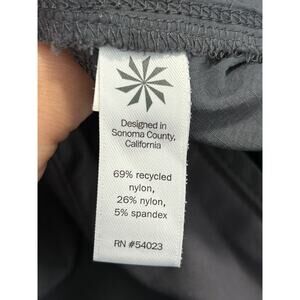 Designed in
Sonoma County,
California
69% recycled
nylon,
26% nylon,
5% spandex
RN #54023